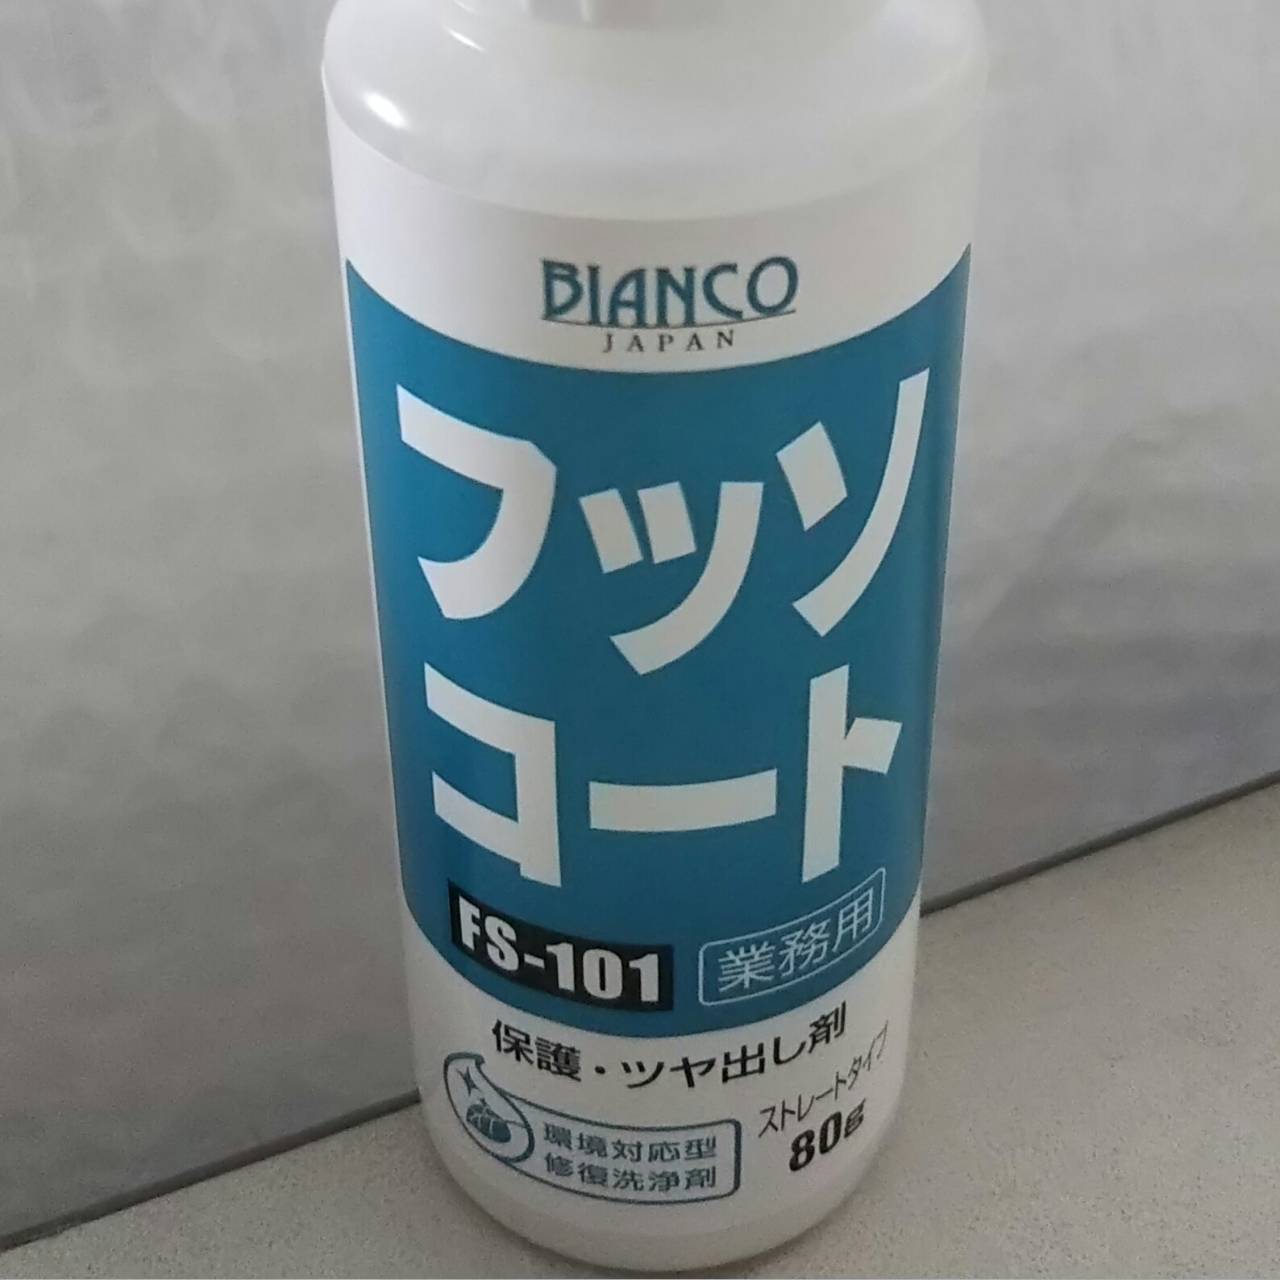 BIANCO
JAPAN
フッソ
コート
FS-101 業務用
保護・ツヤ出し剤
ストレートタイプ
80g
環境対応型
修復洗浄剤